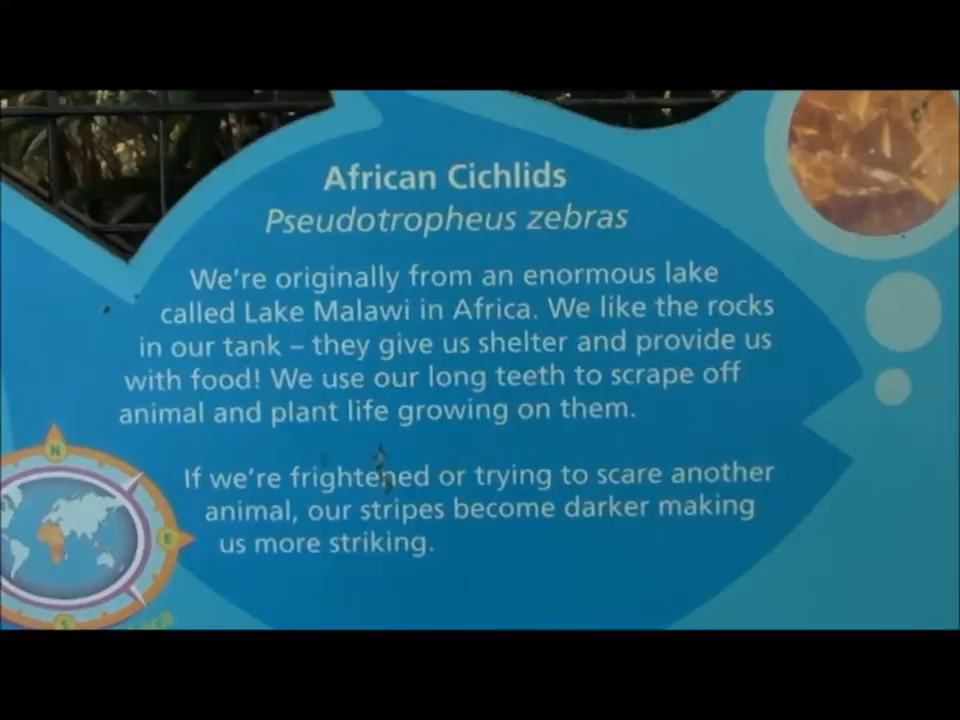 African Cichlids
Pseudotropheus zebras
We're originally from an enormous lake
called Lake Malawi in Africa. We like the rocks
in our tank – they give us shelter and provide us
with food! We use our long teeth to scrape off
animal and plant life growing on them.
If we're frightened or trying to scare another
animal, our stripes become darker making
us more striking.
N
E
S